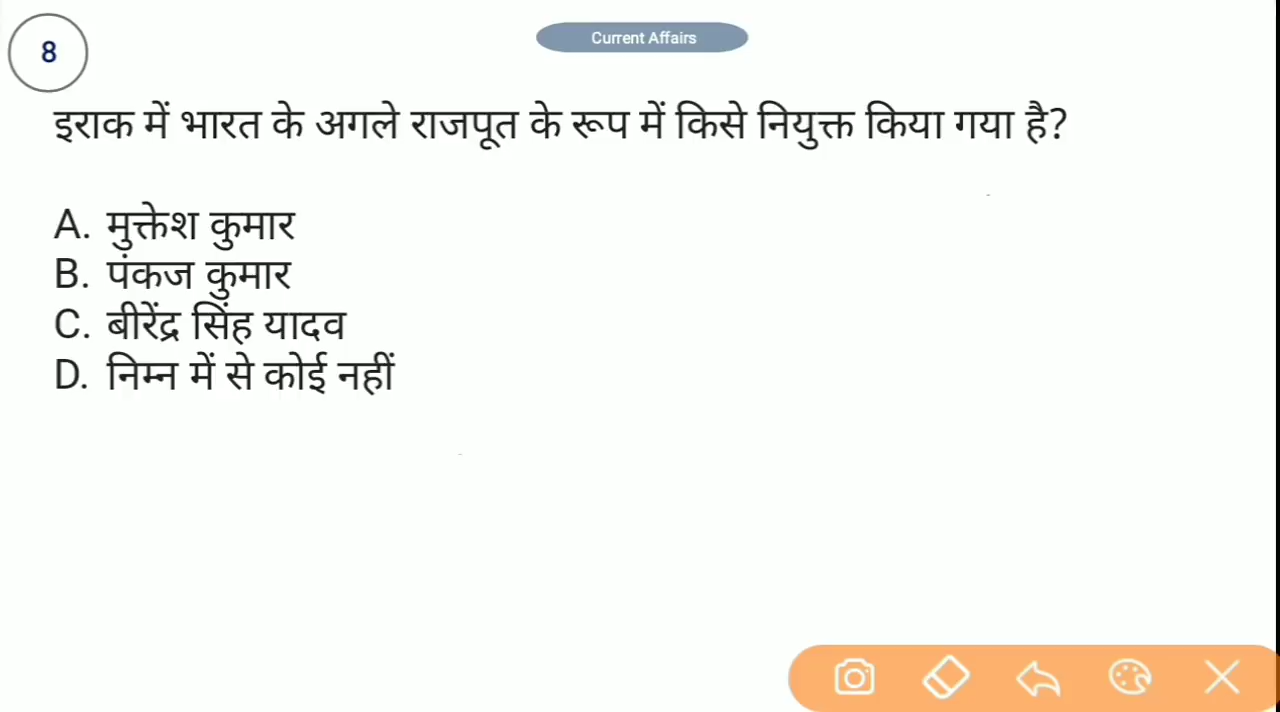 8
Current Affairs
इराक में भारत के अगले राजपूत के रूप में किसे नियुक्त किया गया है?
A. मुक्तेश कुमार
B. पंकज कुमार
C. बीरेंद्र सिंह यादव
D. निम्न में से कोई नहीं